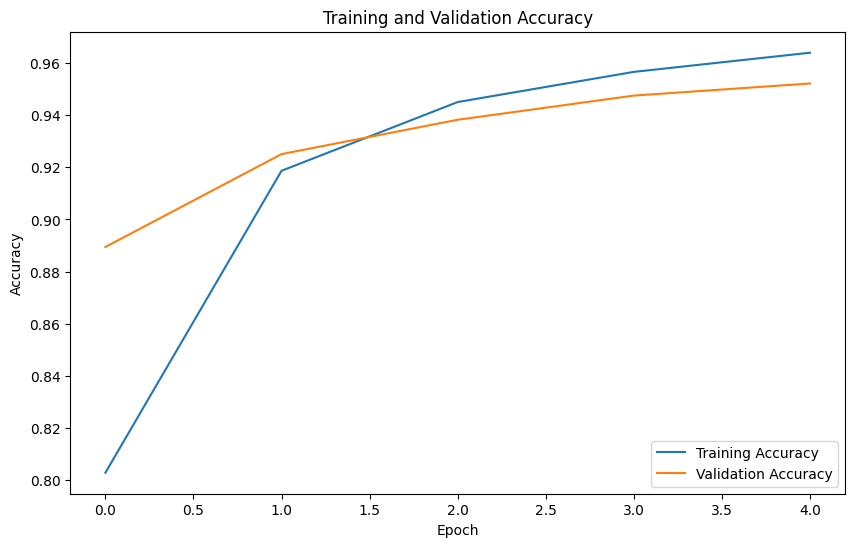 Training and Validation Accuracy
Accuracy
0.96
0.94
0.92
0.90
0.88
0.86
0.84
0.82
0.80
Training Accuracy
Validation Accuracy
0.0 0.5 1.0 1.5 2.0 2.5 3.0 3.5 4.0
Epoch